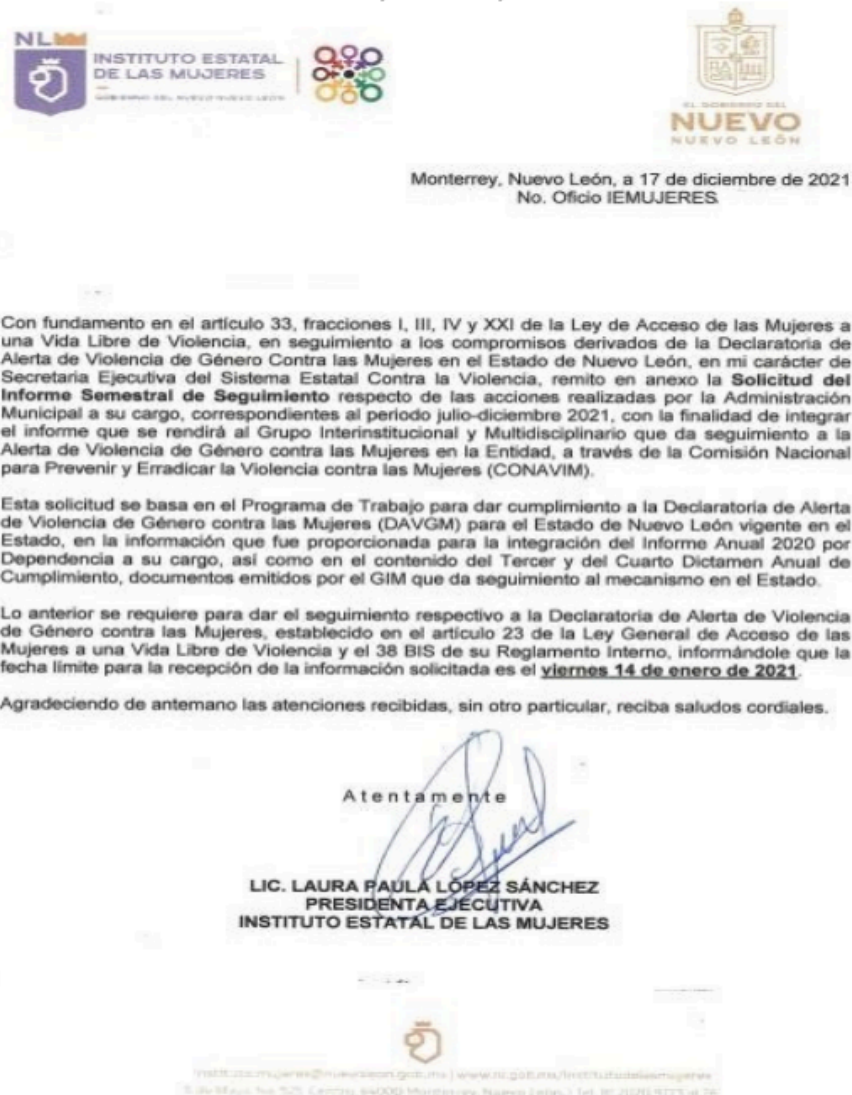 NL
INSTITUTO ESTATAL
DE LAS MUJERES
GOBIERNO DEL NUEVO NUEVO LEÓN
EL GOBIERNO DEL
NUEVO
NUEVO LEÓN
Monterrey, Nuevo León, a 17 de diciembre de 2021
No. Oficio IEMUJERES
Con fundamento en el artículo 33, fracciones I, III, IV y XXI de la Ley de Acceso de las Mujeres a
una Vida Libre de Violencia, en seguimiento a los compromisos derivados de la Declaratoria de
Alerta de Violencia de Género Contra las Mujeres en el Estado de Nuevo León, en mi carácter de
Secretaria Ejecutiva del Sistema Estatal Contra la Violencia, remito en anexo la Solicitud del
Informe Semestral de Seguimiento respecto de las acciones realizadas por la Administración
Municipal a su cargo, correspondientes al periodo julio-diciembre 2021, con la finalidad de integrar
el informe que se rendirá al Grupo Interinstitucional y Multidisciplinario que da seguimiento a la
Alerta de Violencia de Género contra las Mujeres en la Entidad, a través de la Comisión Nacional
para Prevenir y Erradicar la Violencia contra las Mujeres (CONAVIM).
Esta solicitud se basa en el Programa de Trabajo para dar cumplimiento a la Declaratoria de Alerta
de Violencia de Género contra las Mujeres (DAVGM) para el Estado de Nuevo León vigente en el
Estado, en la información que fue proporcionada para la integración del Informe Anual 2020 por
Dependencia a su cargo, así como en el contenido del Tercer y del Cuarto Dictamen Anual de
Cumplimiento, documentos emitidos por el GIM que da seguimiento al mecanismo en el Estado.
Lo anterior se requiere para dar el seguimiento respectivo a la Declaratoria de Alerta de Violencia
de Género contra las Mujeres, establecido en el artículo 23 de la Ley General de Acceso de las
Mujeres a una Vida Libre de Violencia y el 38 BIS de su Reglamento Interno, informándole que la
fecha límite para la recepción de la información solicitada es el viernes 14 de enero de 2021.
Agradeciendo de antemano las atenciones recibidas, sin otro particular, reciba saludos cordiales.
Atentamente
LIC. LAURA PAULA LÓPEZ SÁNCHEZ
PRESIDENTA EJECUTIVA
INSTITUTO ESTATAL DE LAS MUJERES
www.nl.gob.mx/institutodelasmujeres
Centro, 64000 Monterrey, Nuevo León